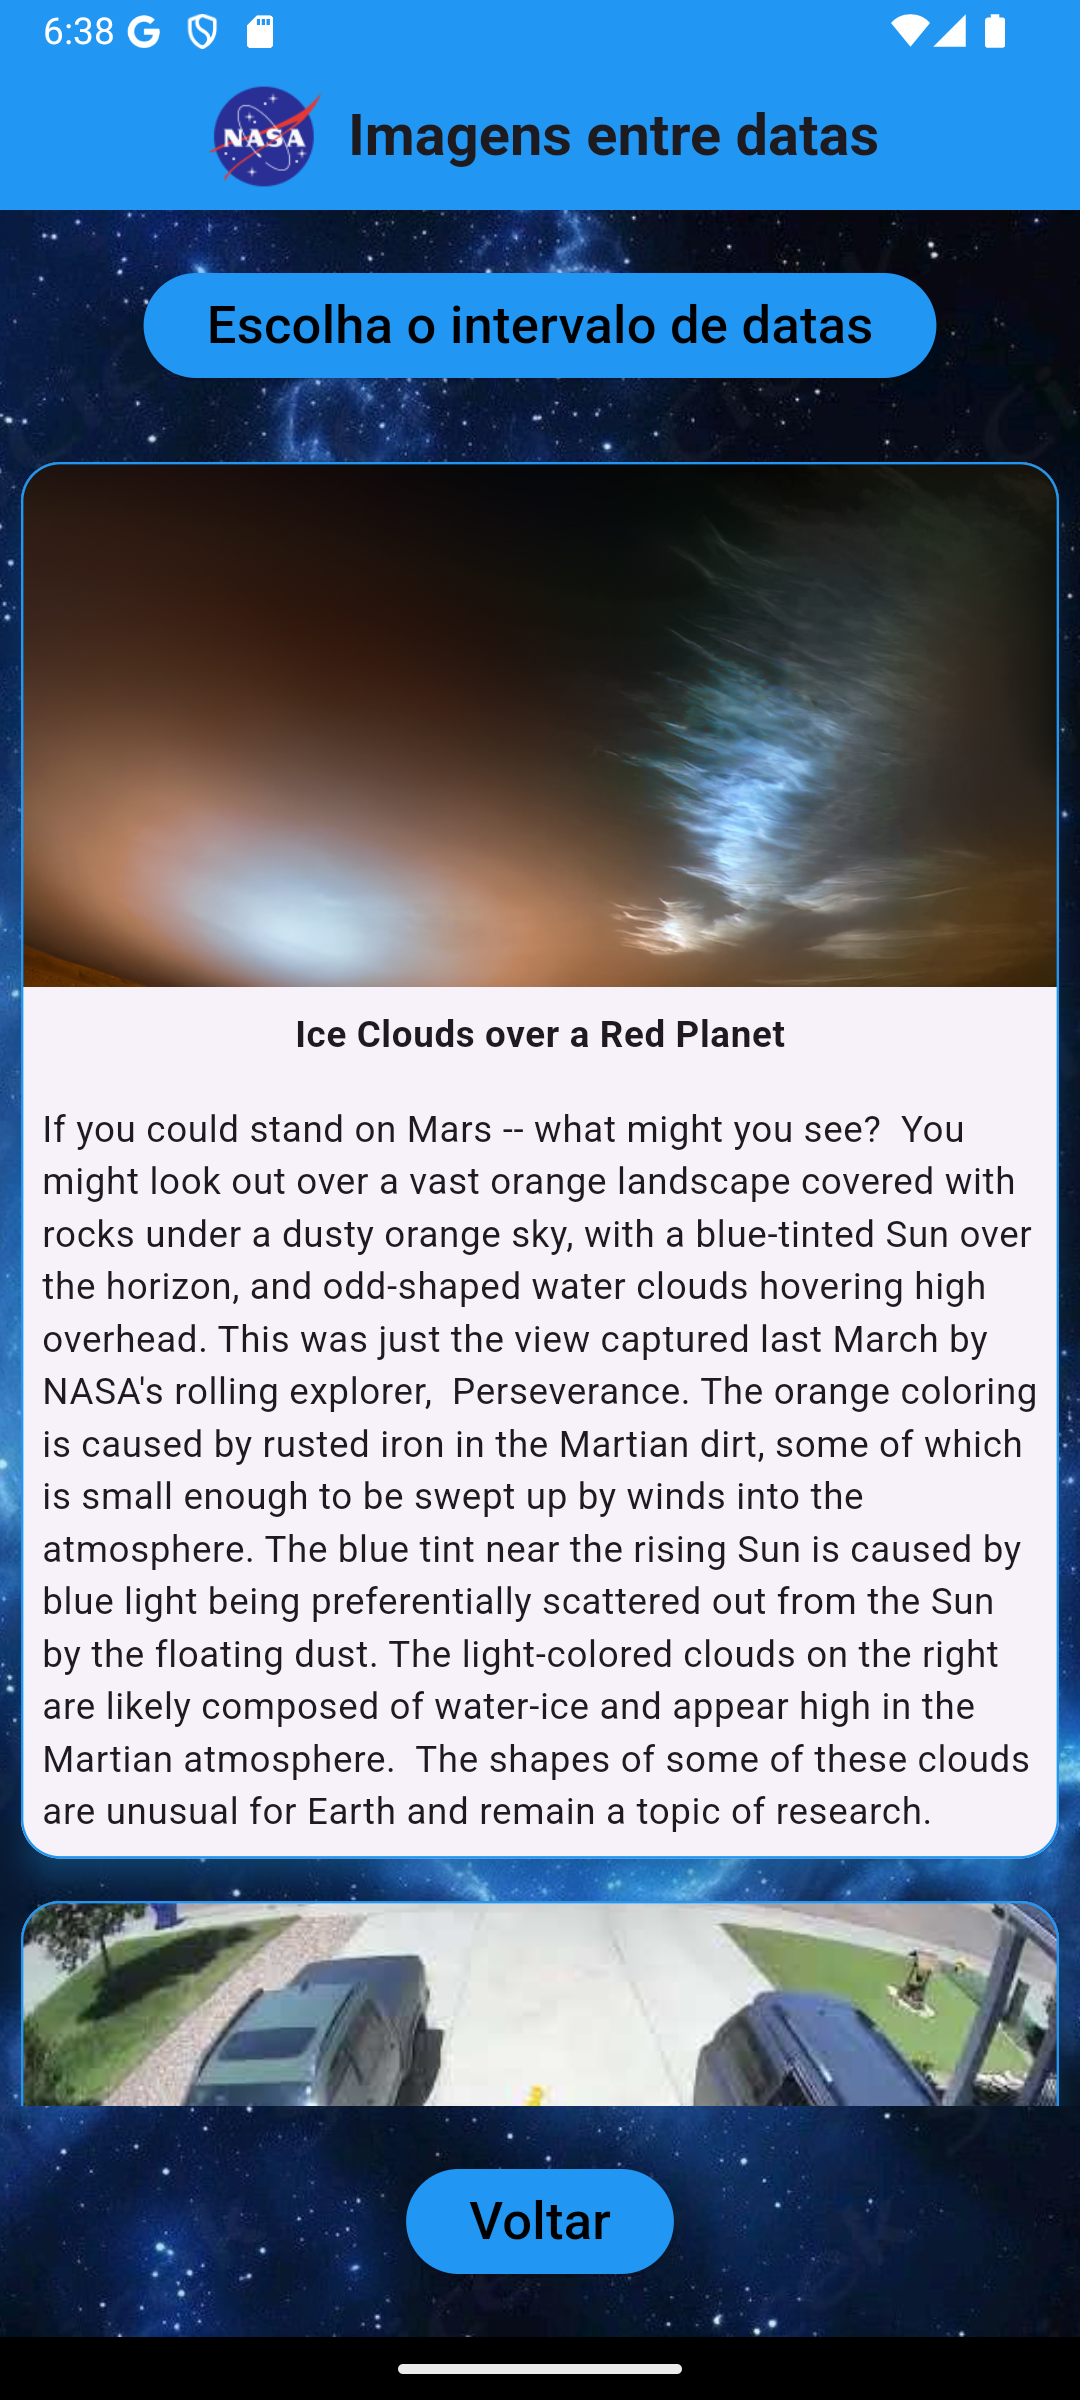 6:38
NASA
Imagens entre datas
Escolha o intervalo de datas
Ice Clouds over a Red Planet
If you could stand on Mars -- what might you see?  You
might look out over a vast orange landscape covered with
rocks under a dusty orange sky, with a blue-tinted Sun over
the horizon, and odd-shaped water clouds hovering high
overhead. This was just the view captured last March by
NASA's rolling explorer,  Perseverance. The orange coloring
is caused by rusted iron in the Martian dirt, some of which
is small enough to be swept up by winds into the
atmosphere. The blue tint near the rising Sun is caused by
blue light being preferentially scattered out from the Sun
by the floating dust. The light-colored clouds on the right
are likely composed of water-ice and appear high in the
Martian atmosphere.  The shapes of some of these clouds
are unusual for Earth and remain a topic of research.
Voltar